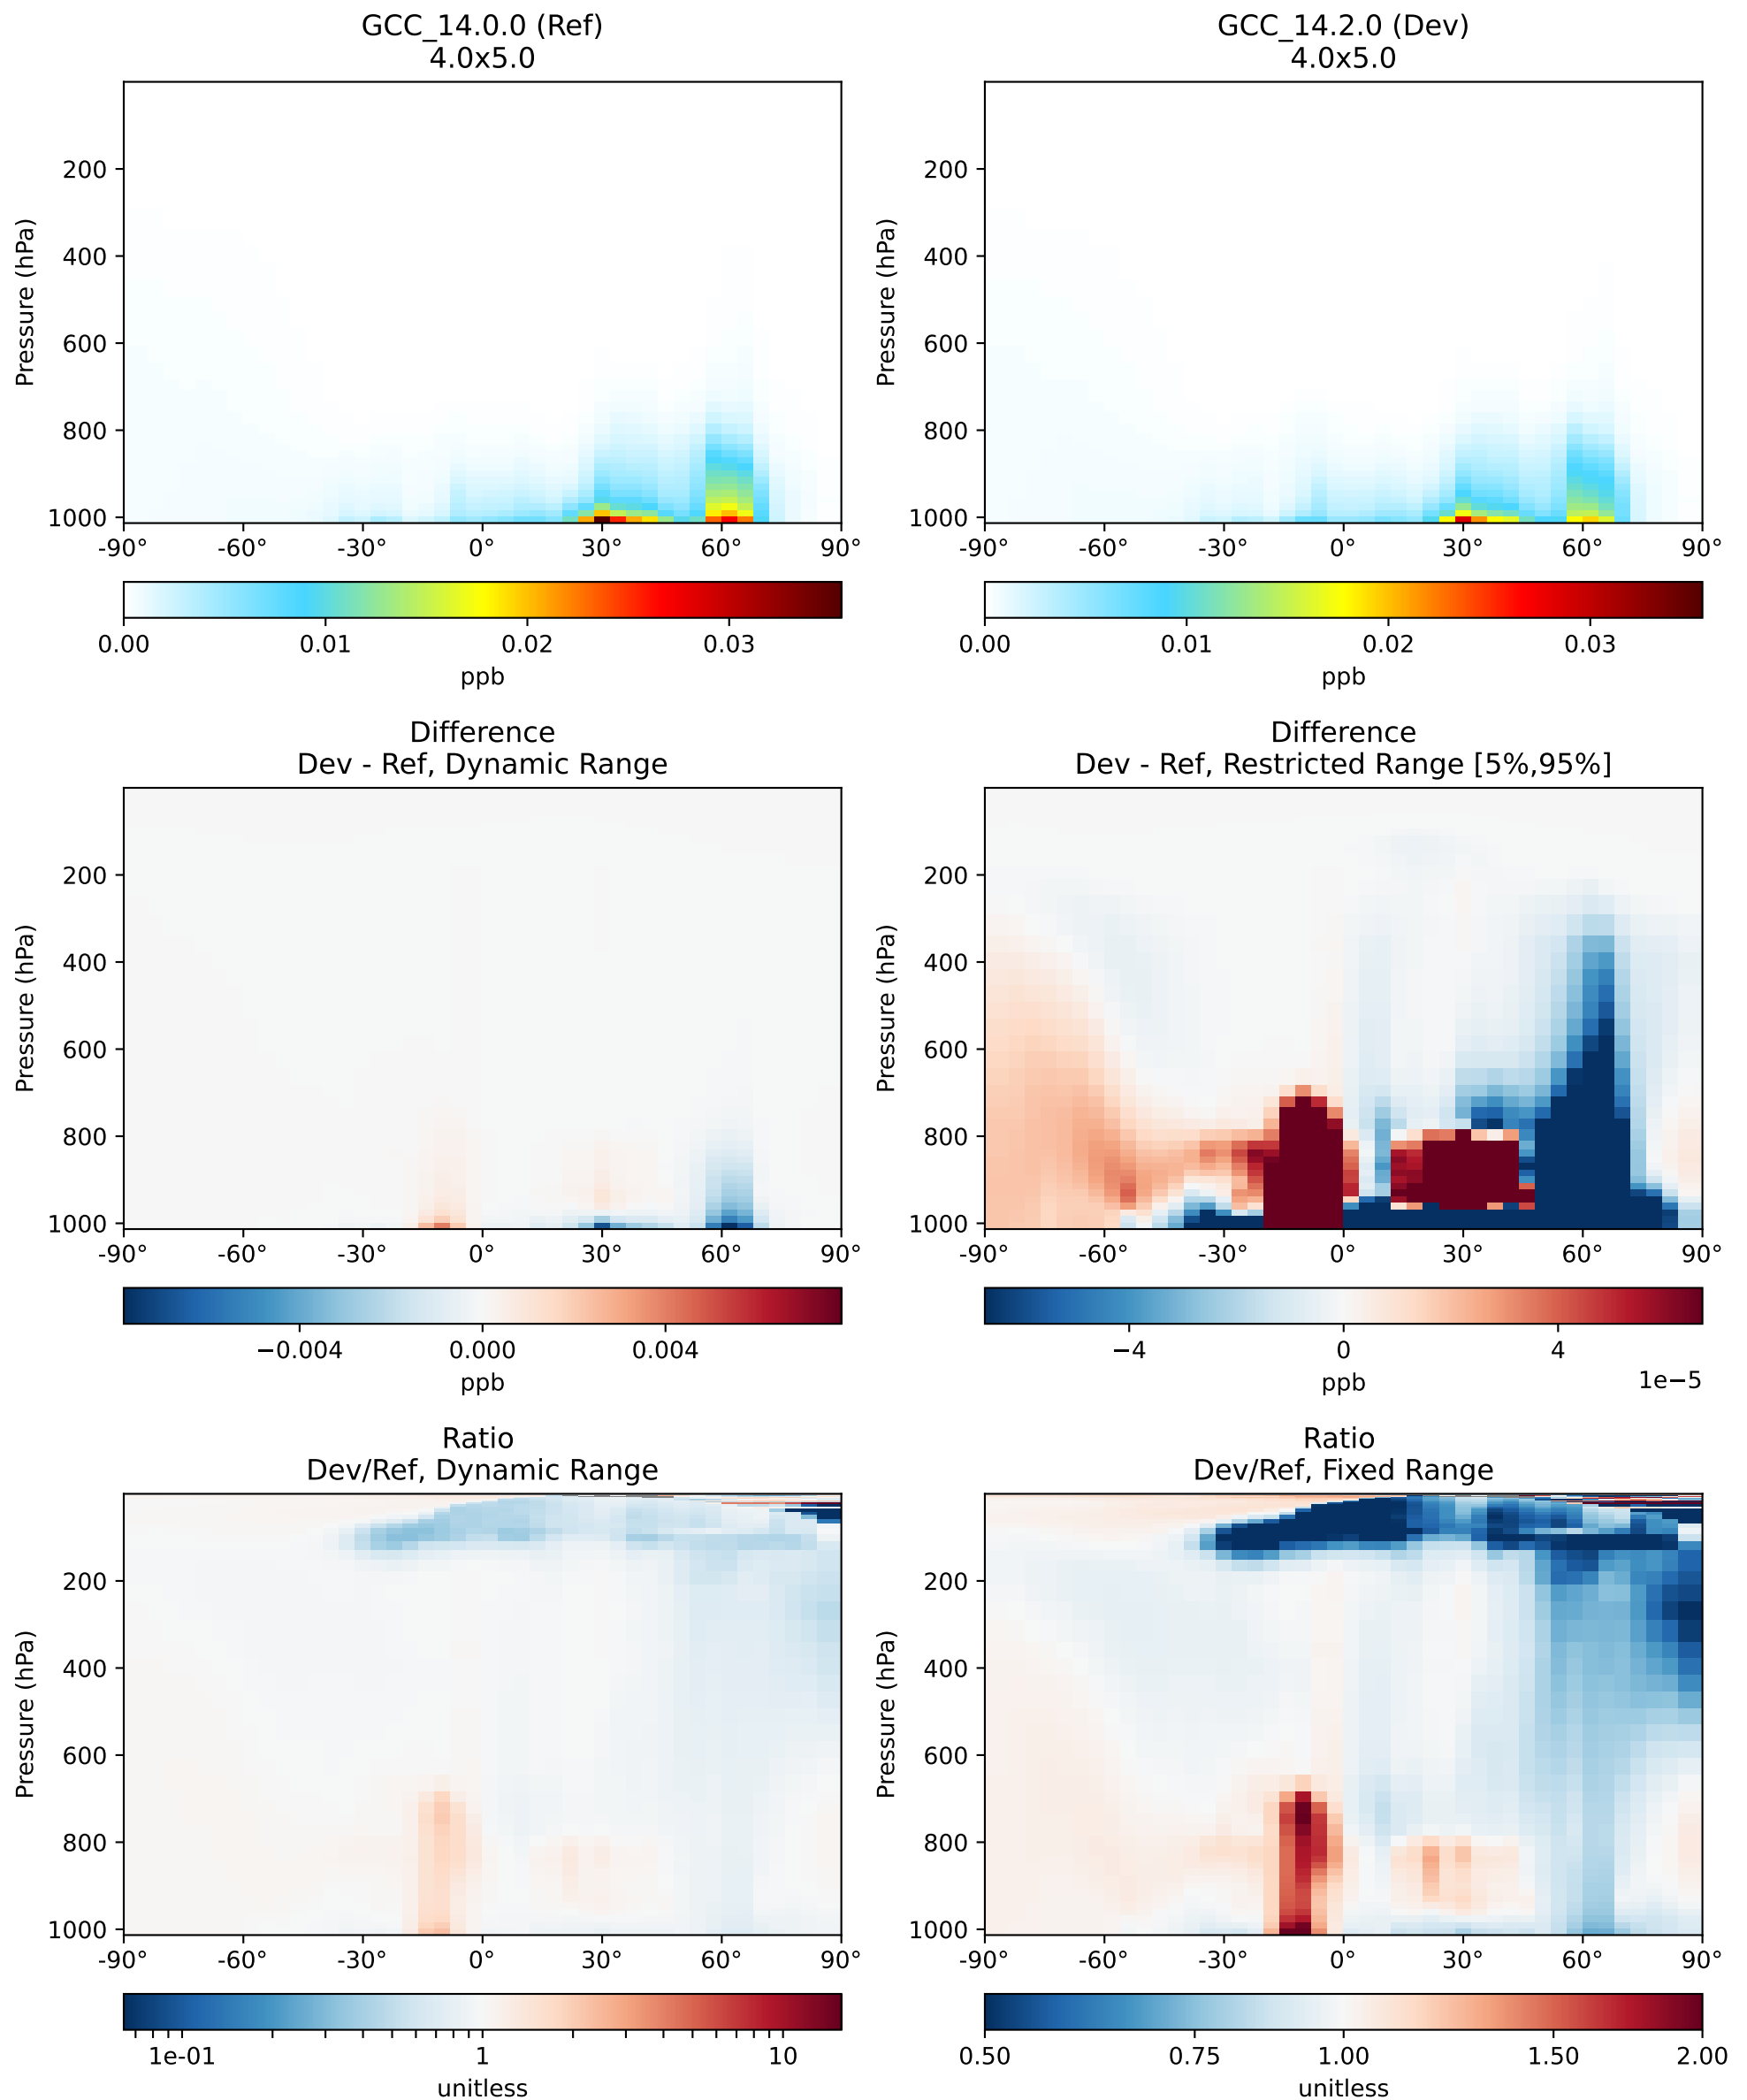 GCC_14.0.0 (Ref)
4.0x5.0
GCC_14.2.0 (Dev)
4.0x5.0
Pressure (hPa)
200
400
600
800
1000
-90° -60° -30° 0° 30° 60° 90°
0.00 0.01 0.02 0.03
ppb
Pressure (hPa)
200
400
600
800
1000
-90° -60° -30° 0° 30° 60° 90°
0.00 0.01 0.02 0.03
ppb
Difference
Dev - Ref, Dynamic Range
Difference
Dev - Ref, Restricted Range [5%,95%]
Pressure (hPa)
200
400
600
800
1000
-90° -60° -30° 0° 30° 60° 90°
−0.004 0.000 0.004
ppb
Pressure (hPa)
200
400
600
800
1000
-90° -60° -30° 0° 30° 60° 90°
−4 0 4
ppb
1e−5
Ratio
Dev/Ref, Dynamic Range
Ratio
Dev/Ref, Fixed Range
Pressure (hPa)
200
400
600
800
1000
-90° -60° -30° 0° 30° 60° 90°
1e-01 1 10
unitless
Pressure (hPa)
200
400
600
800
1000
-90° -60° -30° 0° 30° 60° 90°
0.50 0.75 1.00 1.50 2.00
unitless